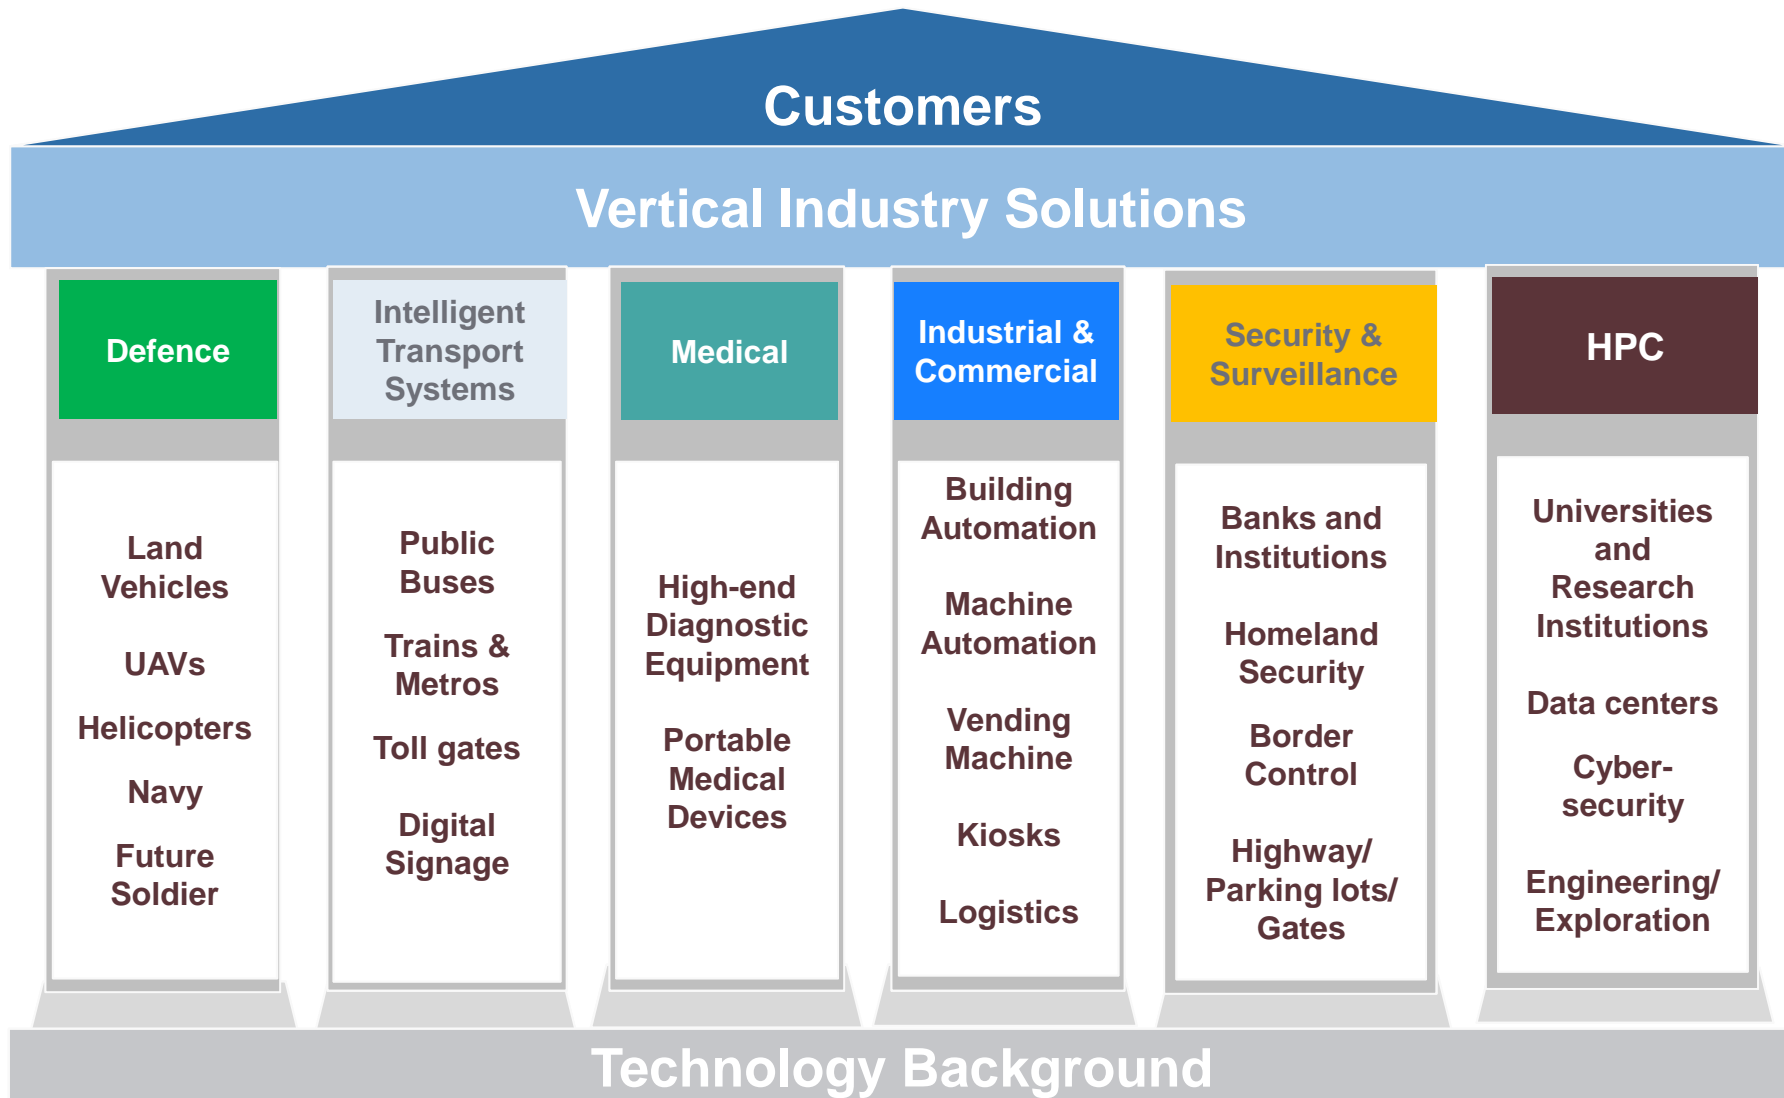 Customers
Vertical Industry Solutions
Defence
Land
Vehicles
UAVs
Helicopters
Navy
Future
Soldier
Intelligent
Transport
Systems
Public
Buses
Trains &
Metros
Toll gates
Digital
Signage
Medical
High-end
Diagnostic
Equipment
Portable
Medical
Devices
Industrial &
Commercial
Building
Automation
Machine
Automation
Vending
Machine
Kiosks
Logistics
Security &
Surveillance
Banks and
Institutions
Homeland
Security
Border
Control
Highway/
Parking lots/
Gates
HPC
Universities
and
Research
Institutions
Data centers
Cyber-
security
Engineering/
Exploration
Technology Background